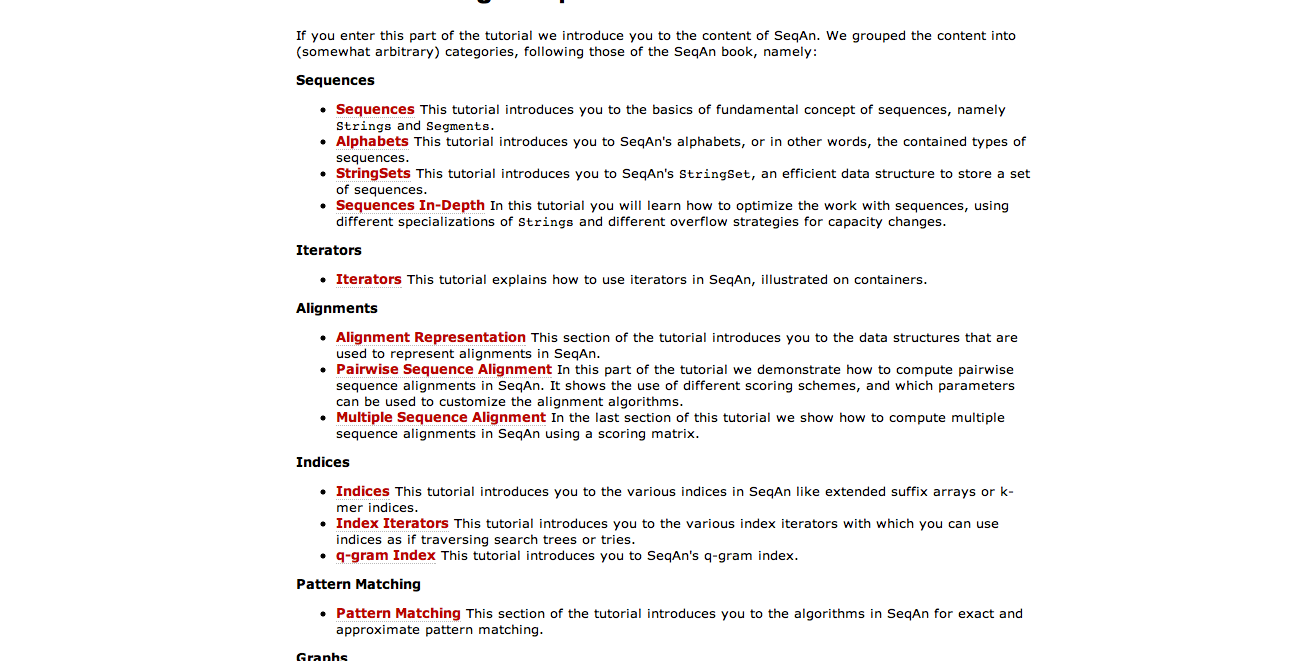 If you enter this part of the tutorial we introduce you to the content of SeqAn. We grouped the content into
(somewhat arbitrary) categories, following those of the SeqAn book, namely:
Sequences
• Sequences This tutorial introduces you to the basics of fundamental concept of sequences, namely
Strings and Segments.
• Alphabets This tutorial introduces you to SeqAn's alphabets, or in other words, the contained types of
sequences.
• StringSets This tutorial introduces you to SeqAn's StringSet, an efficient data structure to store a set
of sequences.
• Sequences In-Depth In this tutorial you will learn how to optimize the work with sequences, using
different specializations of Strings and different overflow strategies for capacity changes.
Iterators
• Iterators This tutorial explains how to use iterators in SeqAn, illustrated on containers.
Alignments
• Alignment Representation This section of the tutorial introduces you to the data structures that are
used to represent alignments in SeqAn.
• Pairwise Sequence Alignment In this part of the tutorial we demonstrate how to compute pairwise
sequence alignments in SeqAn. It shows the use of different scoring schemes, and which parameters
can be used to customize the alignment algorithms.
• Multiple Sequence Alignment In the last section of this tutorial we show how to compute multiple
sequence alignments in SeqAn using a scoring matrix.
Indices
• Indices This tutorial introduces you to the various indices in SeqAn like extended suffix arrays or k-
mer indices.
• Index Iterators This tutorial introduces you to the various index iterators with which you can use
indices as if traversing search trees or tries.
• q-gram Index This tutorial introduces you to SeqAn's q-gram index.
Pattern Matching
• Pattern Matching This section of the tutorial introduces you to the algorithms in SeqAn for exact and
approximate pattern matching.
Graphs